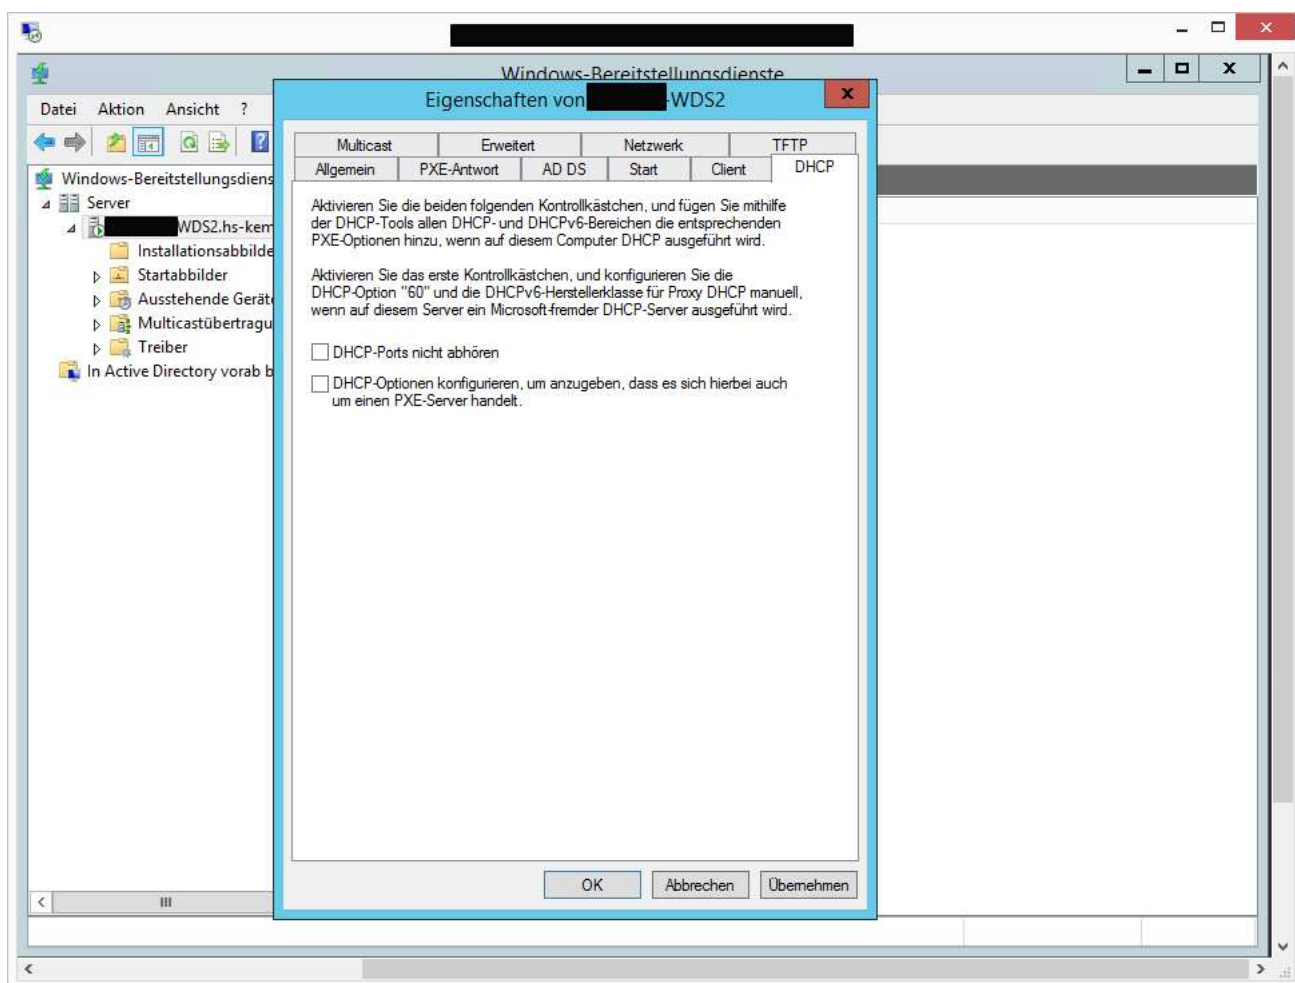 Windows-Bereitstellungsdienste
Eigenschaften von -WDS2
Datei Aktion Ansicht ?
Multicast Erweitert Netzwerk TFTP
Allgemein PXE-Antwort AD DS Start Client DHCP
Windows-Bereitstellungsdiens
Server
WDS2.hs-kem
Installationsabbilde
Startabbilder
Ausstehende Geräte
Multicastübertragu
Treiber
In Active Directory vorab b
Aktivieren Sie die beiden folgenden Kontrollkästchen, und fügen Sie mithilfe
der DHCP-Tools allen DHCP- und DHCPv6-Bereichen die entsprechenden
PXE-Optionen hinzu, wenn auf diesem Computer DHCP ausgeführt wird.
Aktivieren Sie das erste Kontrollkästchen, und konfigurieren Sie die
DHCP-Option "60" und die DHCPv6-Herstellerklasse für Proxy DHCP manuell,
wenn auf diesem Server ein Microsoft-fremder DHCP-Server ausgeführt wird.
DHCP-Ports nicht abhören
DHCP-Optionen konfigurieren, um anzugeben, dass es sich hierbei auch
um einen PXE-Server handelt.
OK Abbrechen Übernehmen